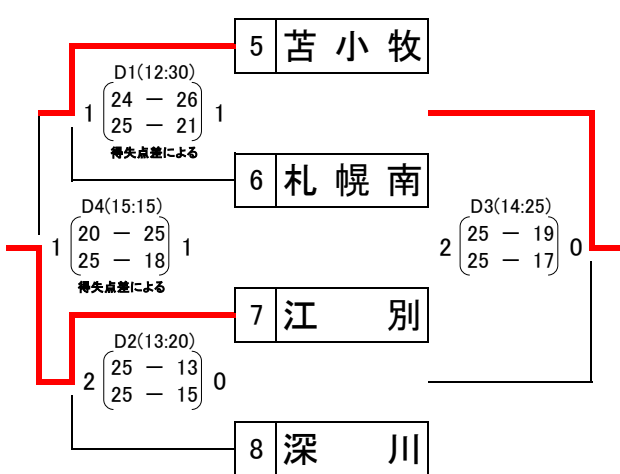 5 苫小牧
D1(12:30)
1 24 － 26 1
25 － 21
得失点差による
6 札幌南
D4(15:15)
1 20 － 25 1
25 － 18
得失点差による
D3(14:25)
2 25 － 19 0
25 － 17
7 江別
D2(13:20)
2 25 － 13 0
25 － 15
8 深川